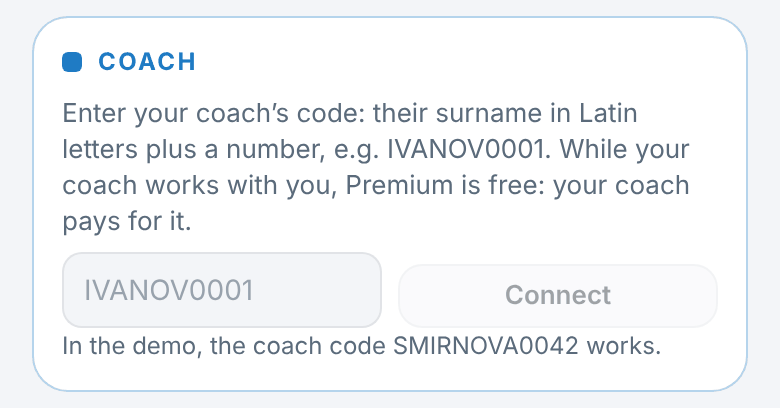 COACH
Enter your coach’s code: their surname in Latin
letters plus a number, e.g. IVANOV0001. While your
coach works with you, Premium is free: your coach
pays for it.
IVANOV0001
Connect
In the demo, the coach code SMIRNOVA0042 works.